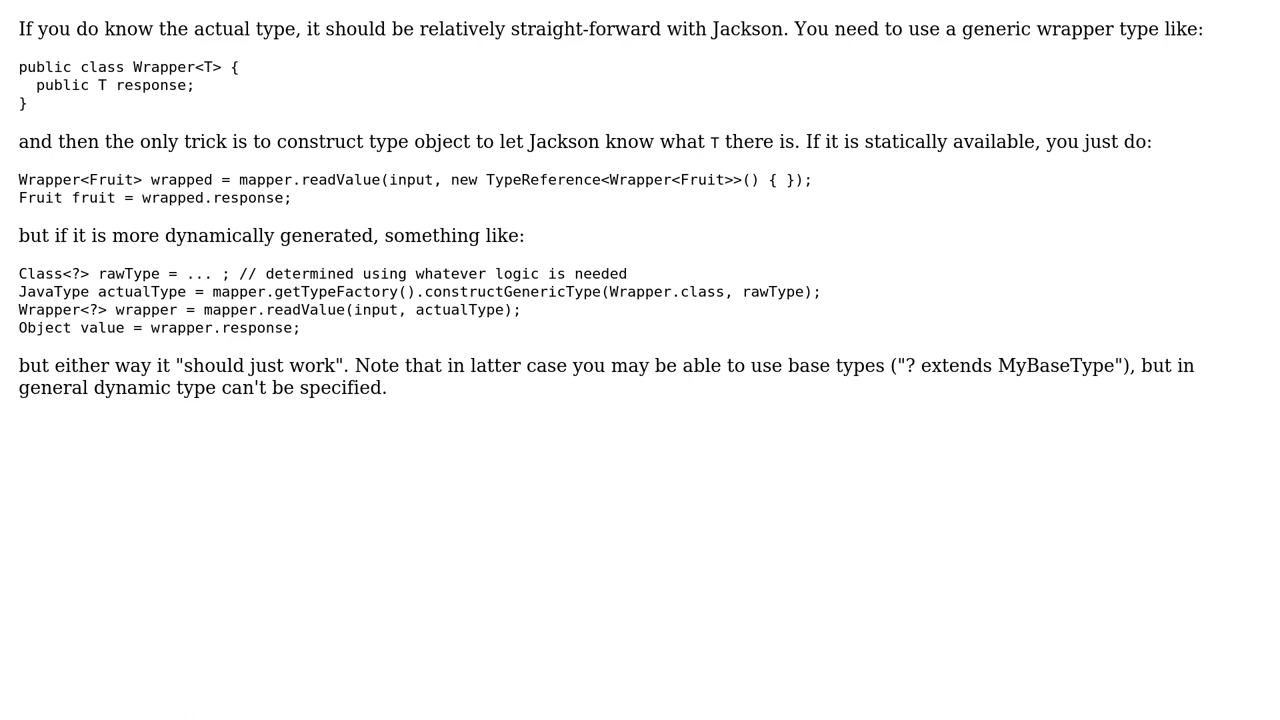 If you do know the actual type, it should be relatively straight-forward with Jackson. You need to use a generic wrapper type like:
public class Wrapper<T> {
  public T response;
}
and then the only trick is to construct type object to let Jackson know what T there is. If it is statically available, you just do:
Wrapper<Fruit> wrapped = mapper.readValue(input, new TypeReference<Wrapper<Fruit>>() { });
Fruit fruit = wrapped.response;
but if it is more dynamically generated, something like:
Class<?> rawType = ... ; // determined using whatever logic is needed
JavaType actualType = mapper.getTypeFactory().constructGenericType(Wrapper.class, rawType);
Wrapper<?> wrapper = mapper.readValue(input, actualType);
Object value = wrapper.response;
but either way it "should just work". Note that in latter case you may be able to use base types ("? extends MyBaseType"), but in
general dynamic type can't be specified.